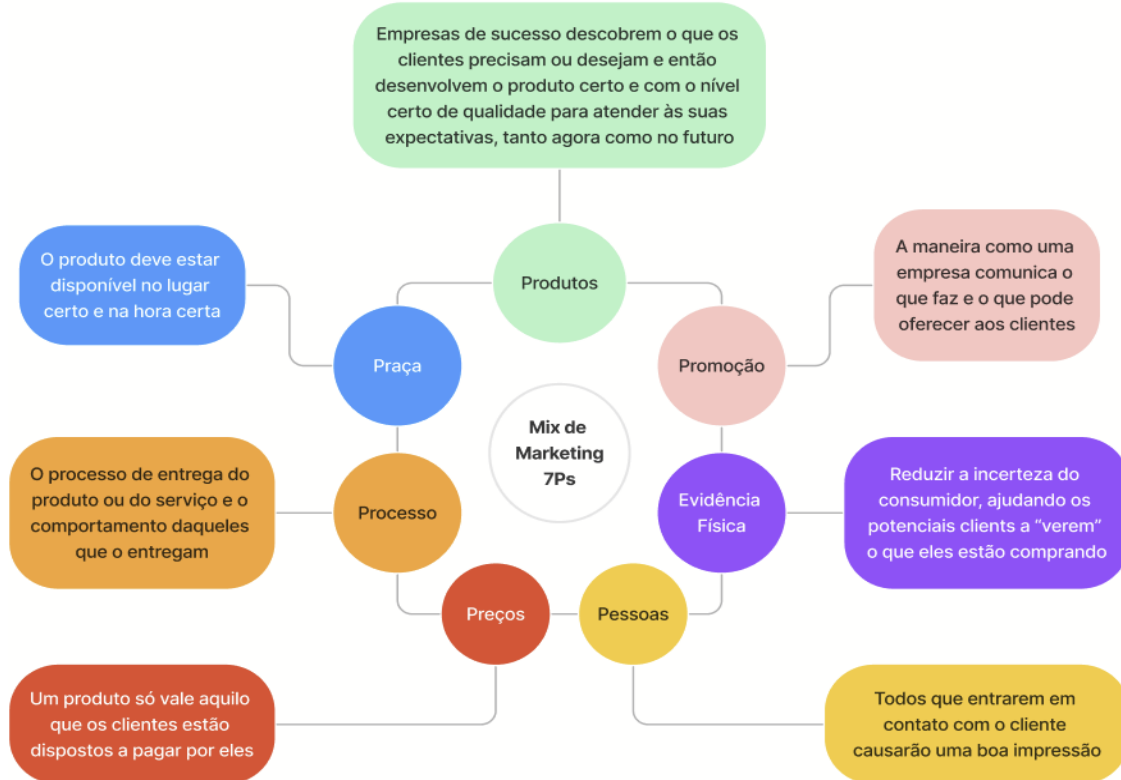 Empresas de sucesso descobrem o que os
clientes precisam ou desejam e então
desenvolvem o produto certo e com o nível
certo de qualidade para atender às suas
expectativas, tanto agora como no futuro
O produto deve estar
disponível no lugar
certo e na hora certa
Produtos
A maneira como uma
empresa comunica o
que faz e o que pode
oferecer aos clientes
Praça
Promoção
Mix de
Marketing
7Ps
O processo de entrega do
produto ou do serviço e o
comportamento daqueles
que o entregam
Processo
Evidência
Física
Reduzir a incerteza do
consumidor, ajudando os
potenciais clients a “verem”
o que eles estão comprando
Preços
Pessoas
Um produto só vale aquilo
que os clientes estão
dispostos a pagar por eles
Todos que entrarem em
contato com o cliente
causarão uma boa impressão